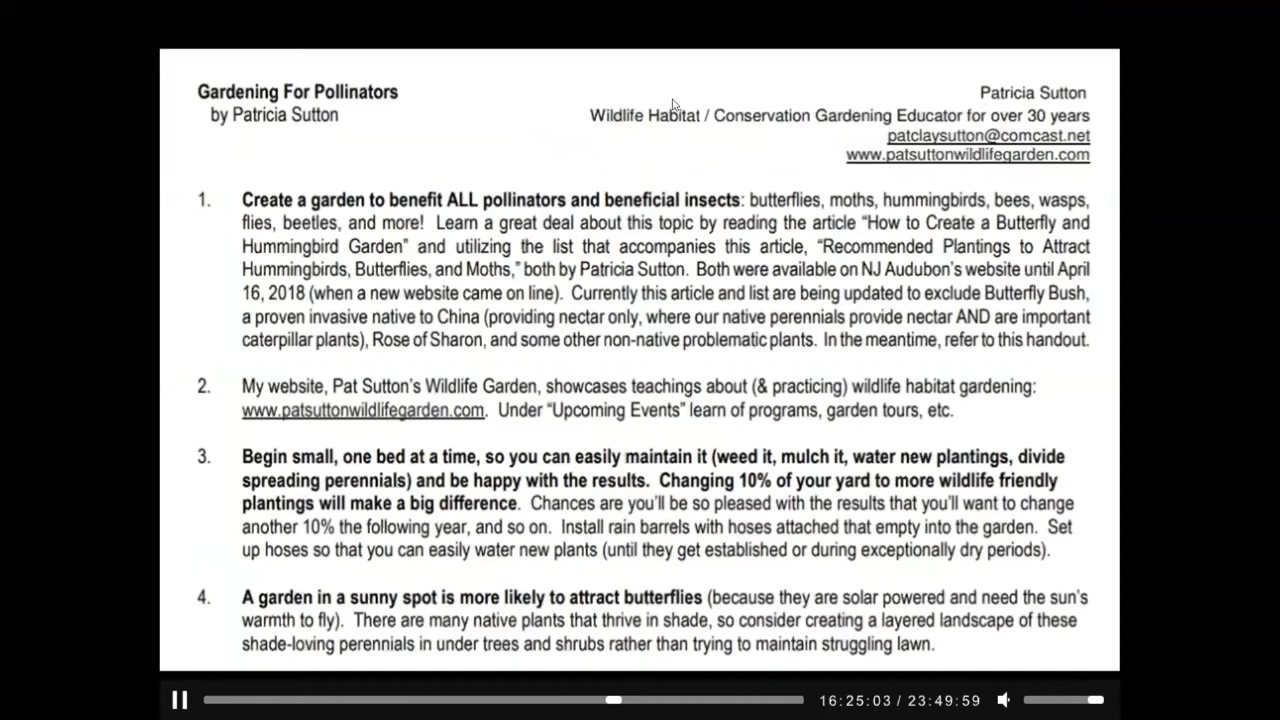 Gardening For Pollinators
by Patricia Sutton
Patricia Sutton
Wildlife Habitat / Conservation Gardening Educator for over 30 years
patclaysutton@comcast.net
www.patsuttonwildlifegarden.com
1. Create a garden to benefit ALL pollinators and beneficial insects: butterflies, moths, hummingbirds, bees, wasps,
flies, beetles, and more! Learn a great deal about this topic by reading the article “How to Create a Butterfly and
Hummingbird Garden” and utilizing the list that accompanies this article, “Recommended Plantings to Attract
Hummingbirds, Butterflies, and Moths,” both by Patricia Sutton. Both were available on NJ Audubon’s website until April
16, 2018 (when a new website came on line). Currently this article and list are being updated to exclude Butterfly Bush,
a proven invasive native to China (providing nectar only, where our native perennials provide nectar AND are important
caterpillar plants), Rose of Sharon, and some other non-native problematic plants. In the meantime, refer to this handout.
2. My website, Pat Sutton’s Wildlife Garden, showcases teachings about (& practicing) wildlife habitat gardening:
www.patsuttonwildlifegarden.com. Under “Upcoming Events” learn of programs, garden tours, etc.
3. Begin small, one bed at a time, so you can easily maintain it (weed it, mulch it, water new plantings, divide
spreading perennials) and be happy with the results. Changing 10% of your yard to more wildlife friendly
plantings will make a big difference. Chances are you’ll be so pleased with the results that you’ll want to change
another 10% the following year, and so on. Install rain barrels with hoses attached that empty into the garden. Set
up hoses so that you can easily water new plants (until they get established or during exceptionally dry periods).
4. A garden in a sunny spot is more likely to attract butterflies (because they are solar powered and need the sun’s
warmth to fly). There are many native plants that thrive in shade, so consider creating a layered landscape of these
shade-loving perennials in under trees and shrubs rather than trying to maintain struggling lawn.
16:25:03 / 23:49:59